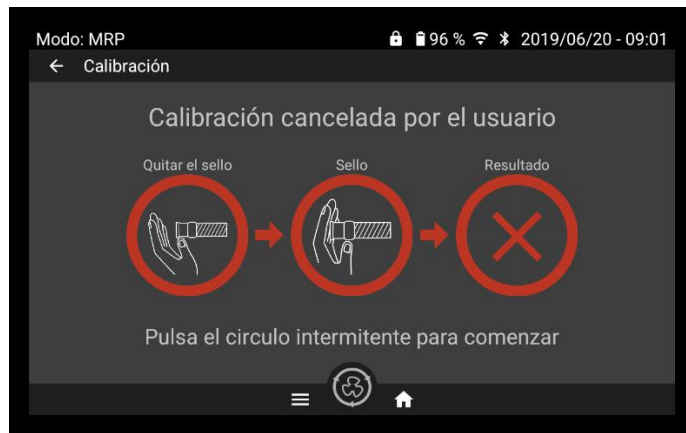 Modo: MRP 96 % 2019/06/20 - 09:01
Calibración
Calibración cancelada por el usuario
Quitar el sello Sello Resultado
Pulsa el circulo intermitente para comenzar